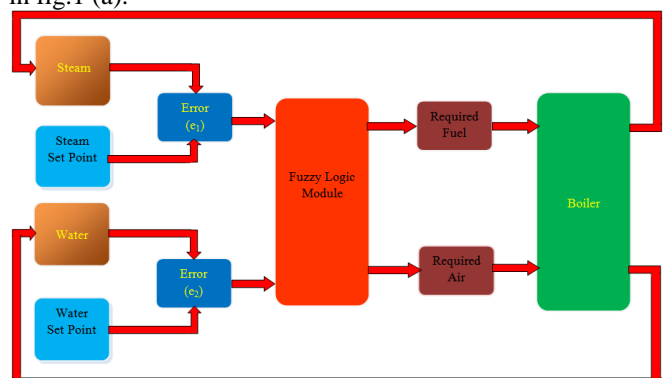 in fig.1 (a).
Steam
Error
(e₁)
Steam
Set Point
Fuzzy Logic
Module
Required
Fuel
Boiler
Water
Error
(e₂)
Required
Air
Water
Set Point